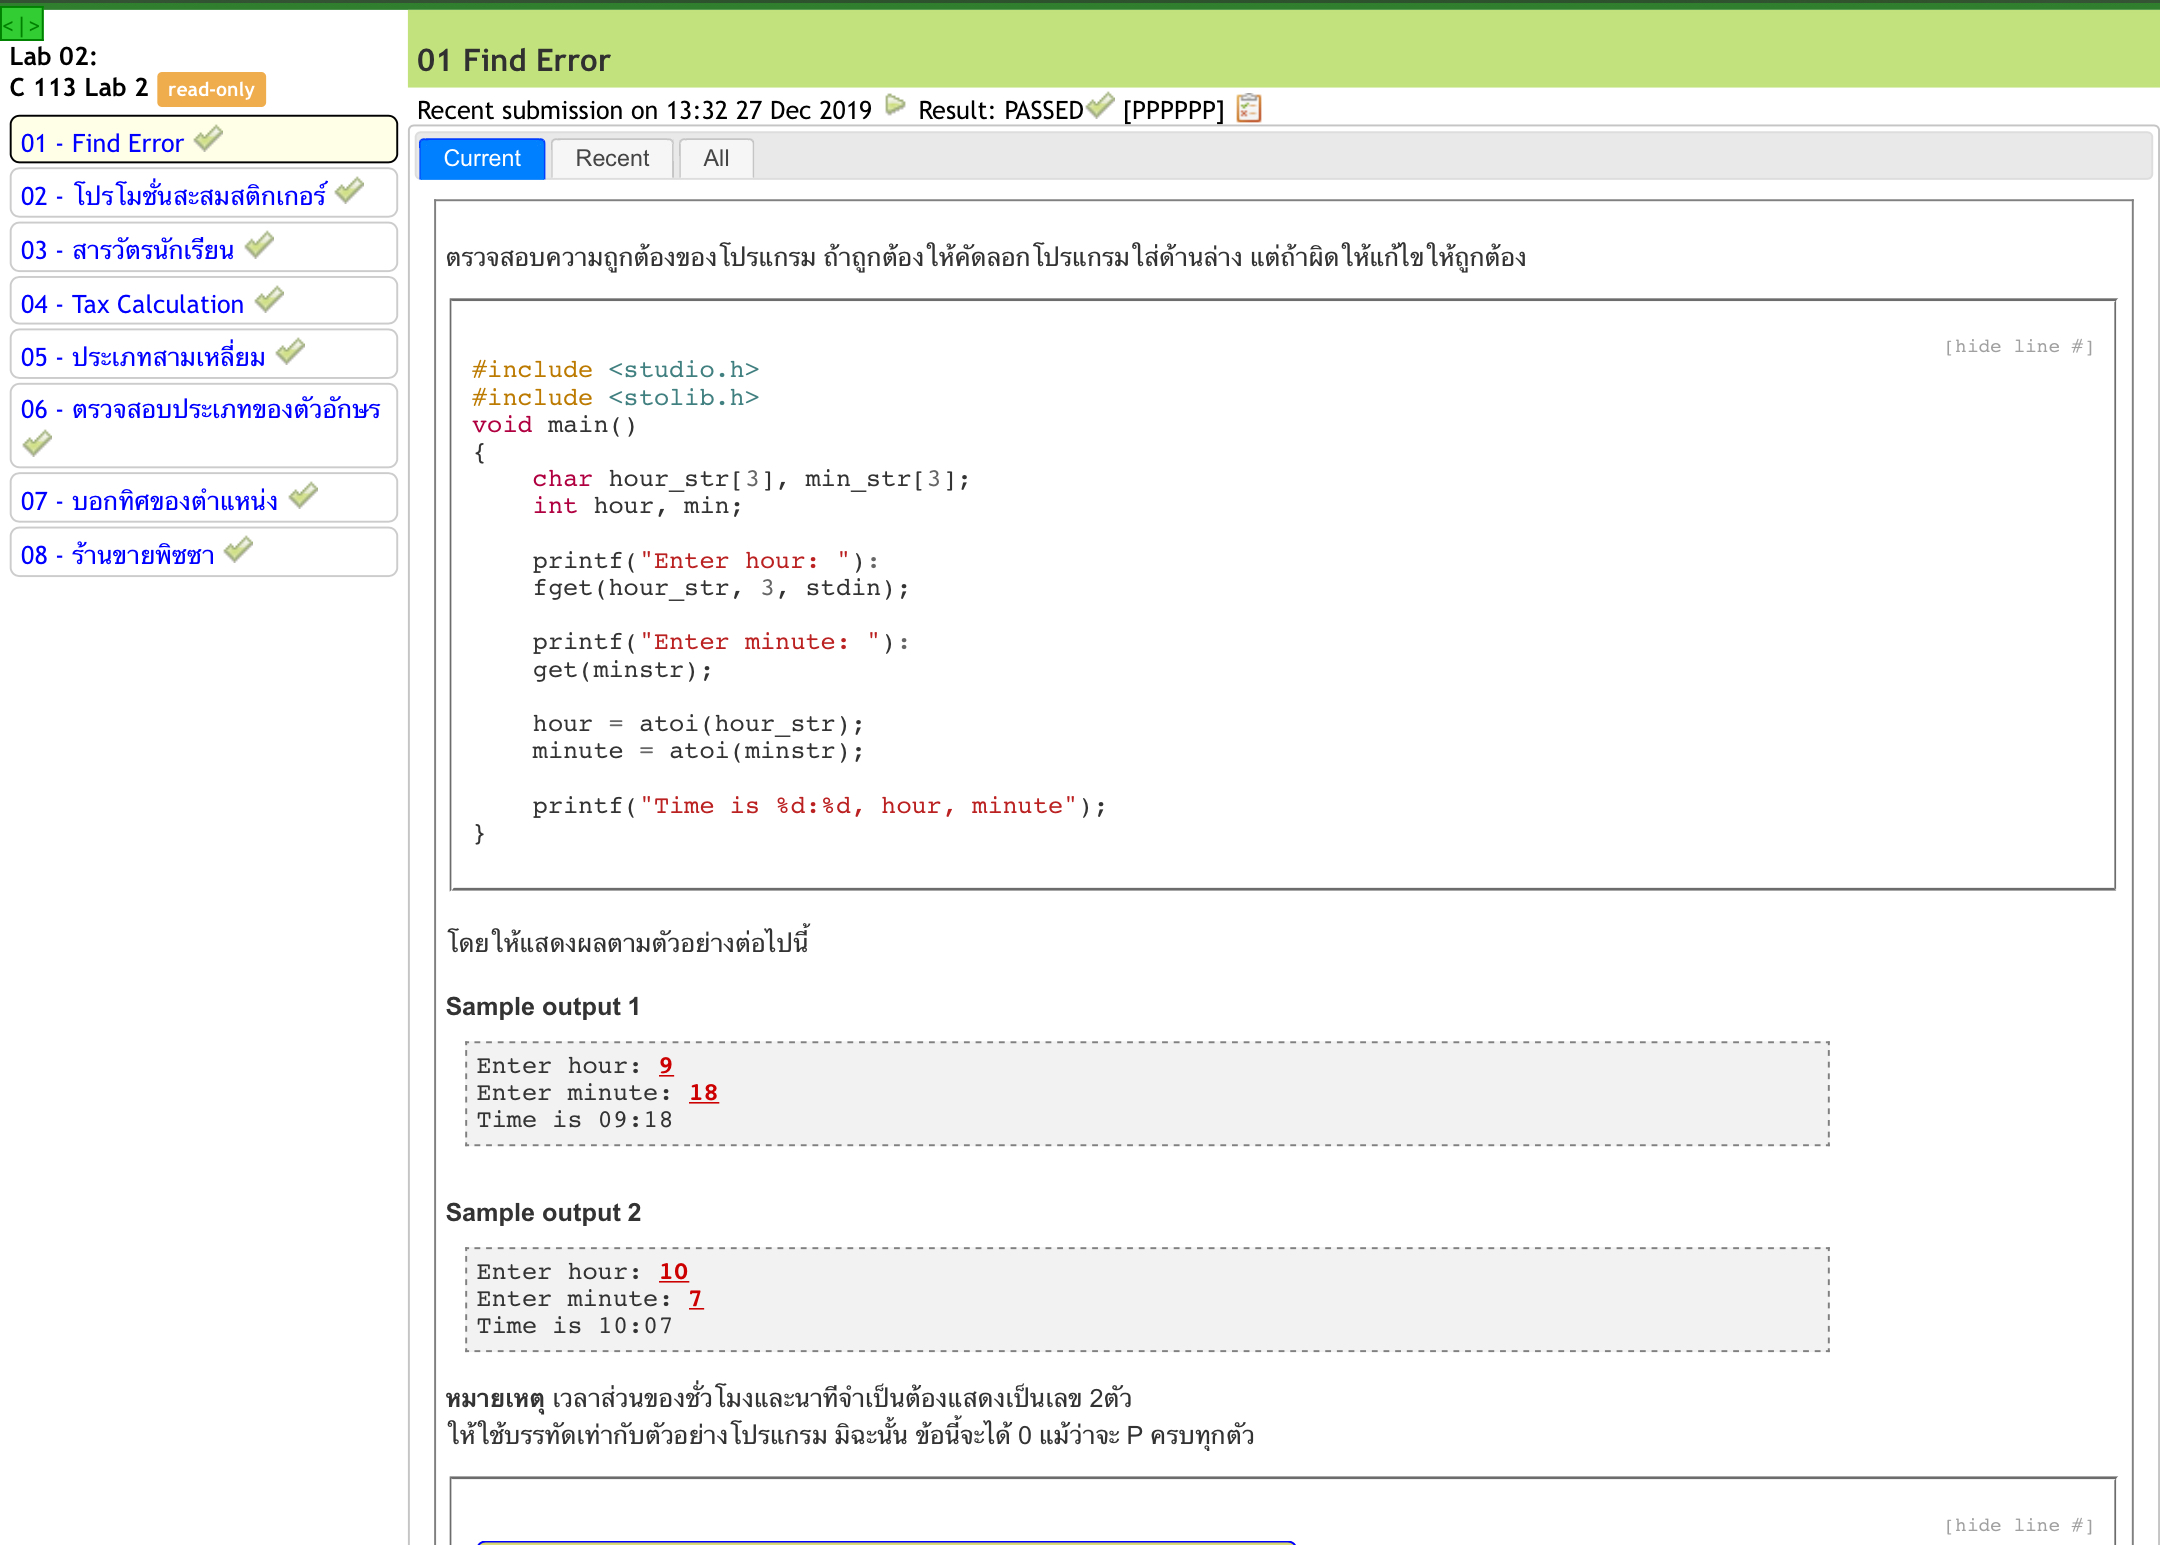 <|>
Lab 02:
C 113 Lab 2 read-only
01 - Find Error
02 - โปรโมชั่นสะสมสติกเกอร์
03 - สารวัตรนักเรียน
04 - Tax Calculation
05 - ประเภทสามเหลี่ยม
06 - ตรวจสอบประเภทของตัวอักษร
07 - บอกทิศของตำแหน่ง
08 - ร้านขายพิซซา
01 Find Error
Recent submission on 13:32 27 Dec 2019 Result: PASSED [PPPPPP]
Current Recent All
ตรวจสอบความถูกต้องของโปรแกรม ถ้าถูกต้องให้คัดลอกโปรแกรมใส่ด้านล่าง แต่ถ้าผิดให้แก้ไขให้ถูกต้อง
[hide line #]
#include <studio.h>
#include <stolib.h>
void main()
{
    char hour_str[3], min_str[3];
    int hour, min;
    printf("Enter hour: "):
    fget(hour_str, 3, stdin);
    printf("Enter minute: "):
    get(minstr);
    hour = atoi(hour_str);
    minute = atoi(minstr);
    printf("Time is %d:%d, hour, minute");
}
โดยให้แสดงผลตามตัวอย่างต่อไปนี้
Sample output 1
Enter hour: 9
Enter minute: 18
Time is 09:18
Sample output 2
Enter hour: 10
Enter minute: 7
Time is 10:07
หมายเหตุ เวลาส่วนของชั่วโมงและนาทีจำเป็นต้องแสดงเป็นเลข 2ตัว
ให้ใช้บรรทัดเท่ากับตัวอย่างโปรแกรม มิฉะนั้น ข้อนี้จะได้ 0 แม้ว่าจะ P ครบทุกตัว
[hide line #]